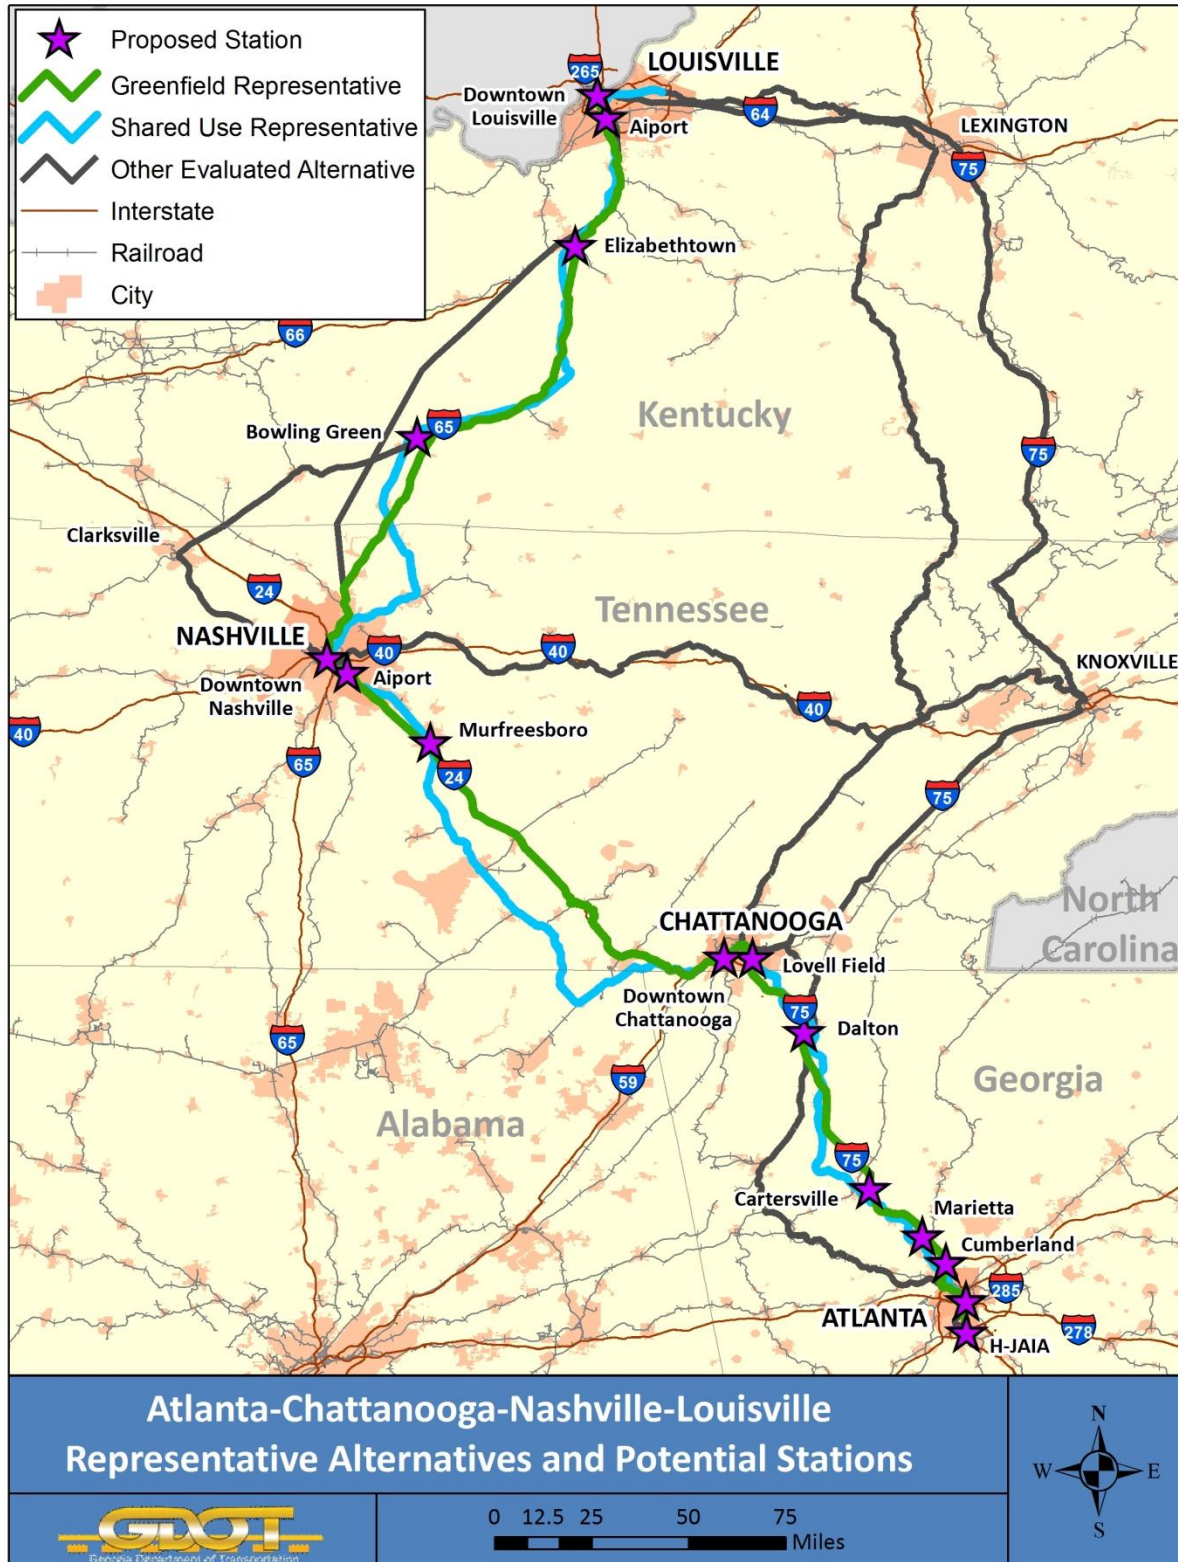 Proposed Station
Greenfield Representative
Shared Use Representative
Other Evaluated Alternative
Interstate
Railroad
City
265
LOUISVILLE
Downtown
Louisville
Aiport
64
LEXINGTON
75
Elizabethtown
66
Kentucky
Bowling Green
65
75
Clarksville
24
Tennessee
NASHVILLE
40
40
KNOXVILLE
Downtown
Nashville
Aiport
40
40
Murfreesboro
65
24
75
North
Carolina
CHATTANOOGA
Lovell Field
Downtown
Chattanooga
75
Dalton
65
59
Georgia
Alabama
75
Cartersville
Marietta
Cumberland
285
ATLANTA
278
H-JAIA
Atlanta-Chattanooga-Nashville-Louisville
Representative Alternatives and Potential Stations
N
W
E
S
GDOT
Georgia Department of Transportation
0 12.5 25 50 75
Miles